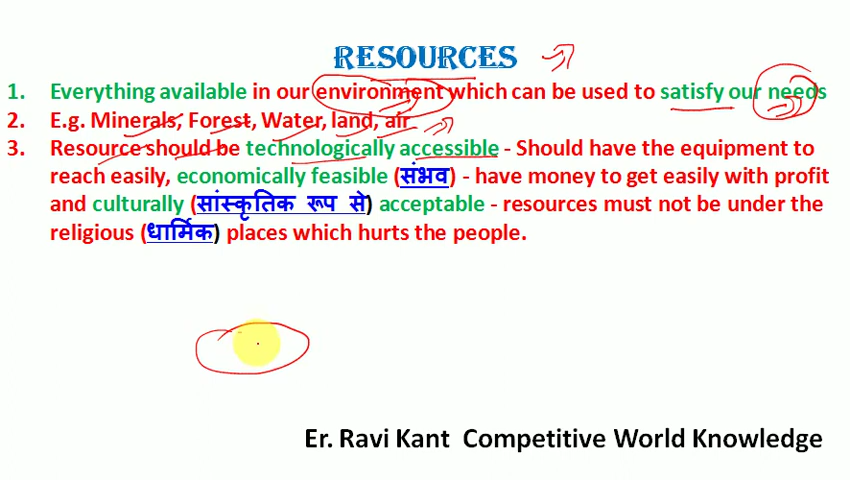 RESOURCES
1. Everything available in our environment which can be used to satisfy our needs
2. E.g. Minerals, Forest, Water, land, air
3. Resource should be technologically accessible - Should have the equipment to
reach easily, economically feasible (संभव) - have money to get easily with profit
and culturally (सांस्कृतिक रूप से) acceptable - resources must not be under the
religious (धार्मिक) places which hurts the people.
Er. Ravi Kant Competitive World Knowledge